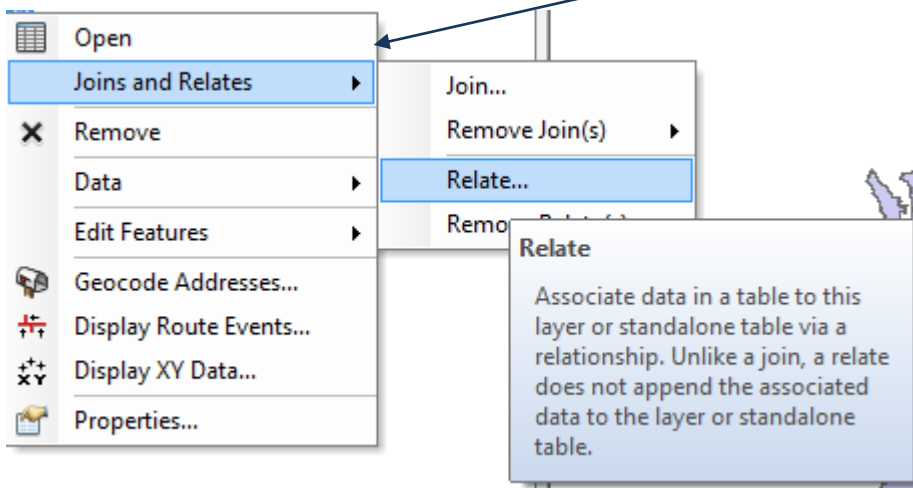 Open
Joins and Relates
Remove
Data
Edit Features
Geocode Addresses...
Display Route Events...
Display XY Data...
Properties...
Join...
Remove Join(s)
Relate...
Remo
Relate
Associate data in a table to this
layer or standalone table via a
relationship. Unlike a join, a relate
does not append the associated
data to the layer or standalone
table.